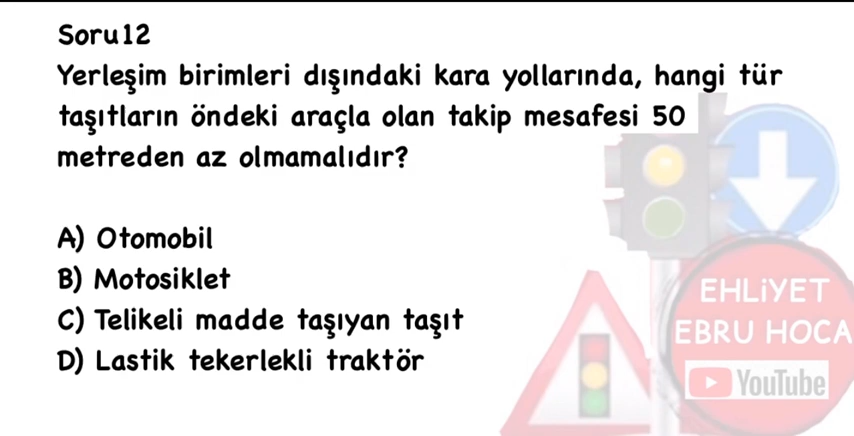 Soru12
Yerleşim birimleri dışındaki kara yollarında, hangi tür
taşıtların öndeki araçla olan takip mesafesi 50
metreden az olmamalıdır?
A) Otomobil
B) Motosiklet
C) Telikeli madde taşıyan taşıt
D) Lastik tekerlekli traktör
EHLİYET
EBRU HOCA
YouTube